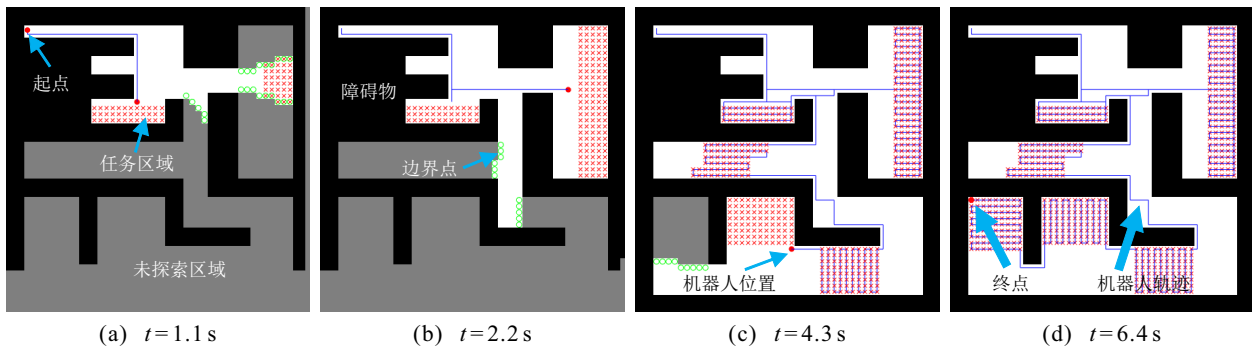 起点
任务区域
未探索区域
(a) t=1.1 s
障碍物
边界点
(b) t=2.2 s
机器人位置
(c) t=4.3 s
终点
机器人轨迹
(d) t=6.4 s